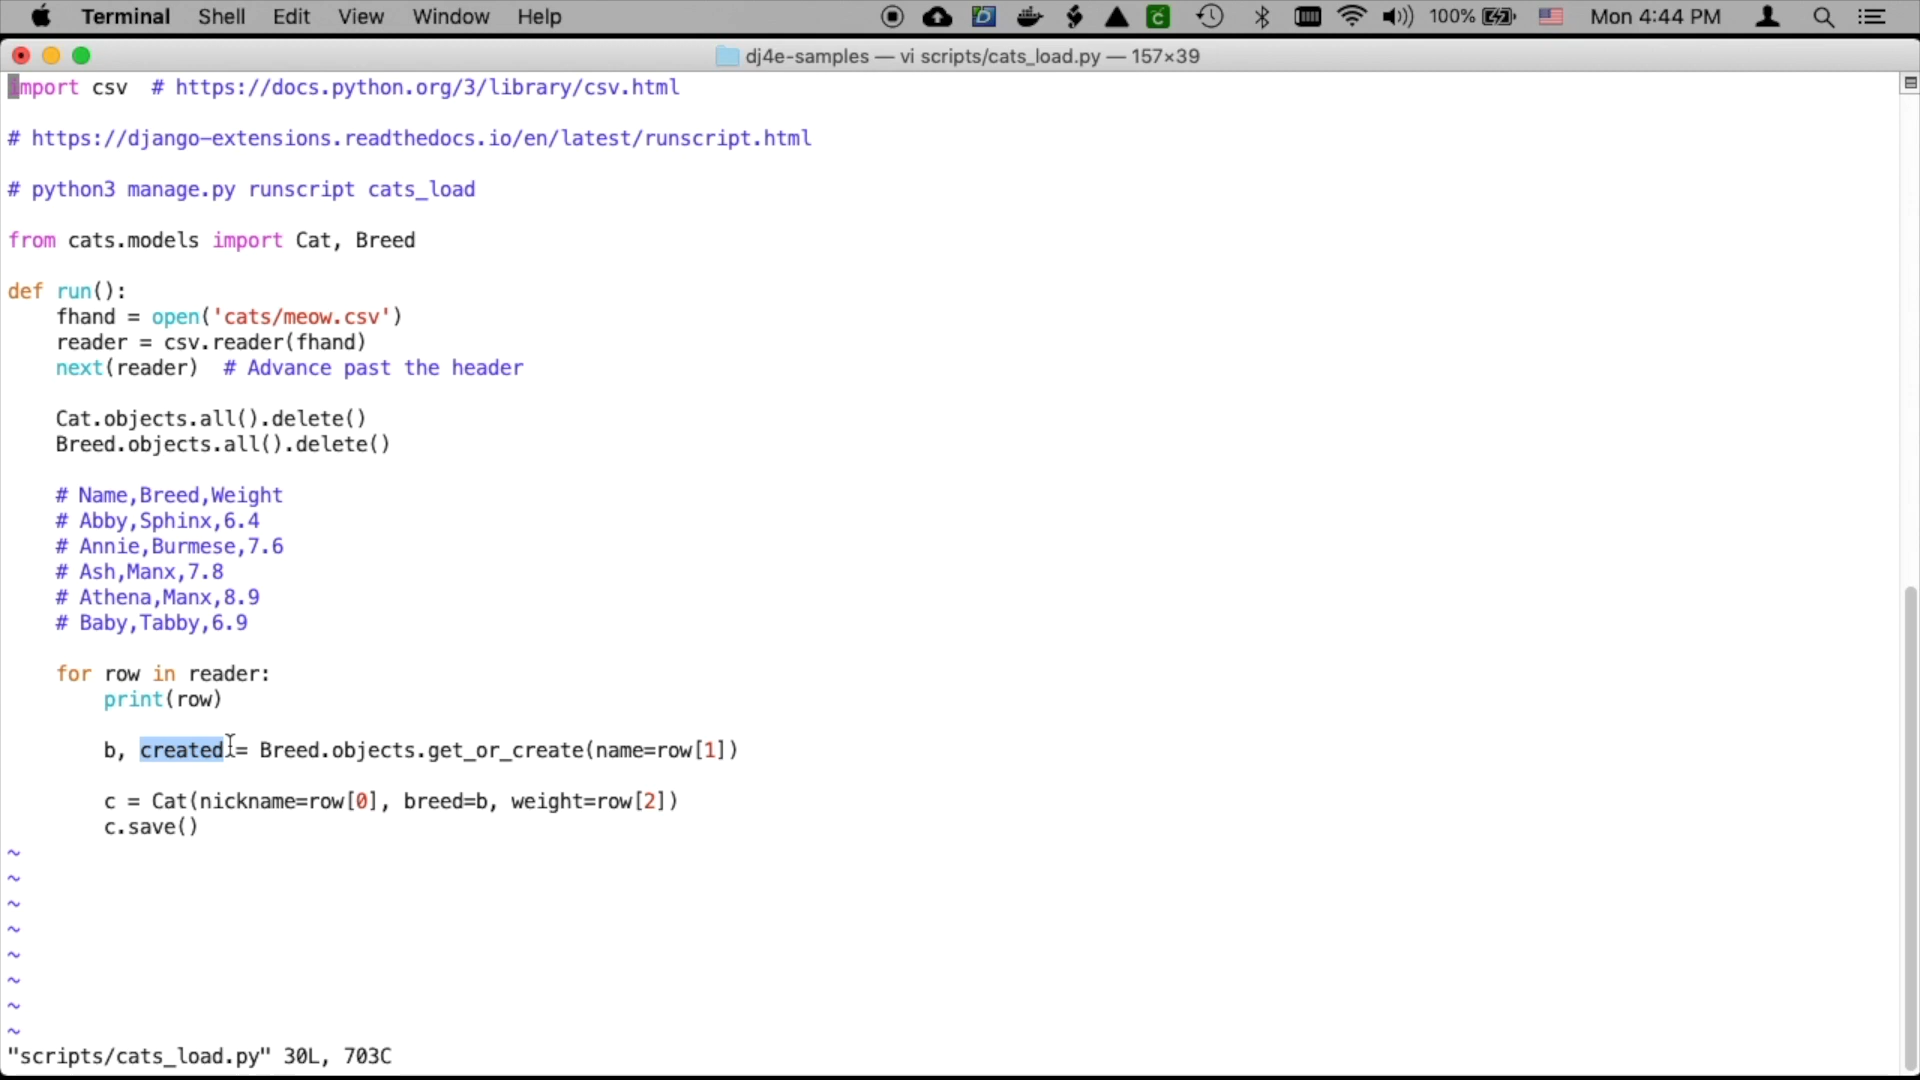 Terminal Shell Edit View Window Help 100% Mon 4:44 PM
dj4e-samples — vi scripts/cats_load.py — 157×39
import csv  # https://docs.python.org/3/library/csv.html
# https://django-extensions.readthedocs.io/en/latest/runscript.html
# python3 manage.py runscript cats_load
from cats.models import Cat, Breed
def run():
    fhand = open('cats/meow.csv')
    reader = csv.reader(fhand)
    next(reader)  # Advance past the header
    Cat.objects.all().delete()
    Breed.objects.all().delete()
    # Name,Breed,Weight
    # Abby,Sphinx,6.4
    # Annie,Burmese,7.6
    # Ash,Manx,7.8
    # Athena,Manx,8.9
    # Baby,Tabby,6.9
    for row in reader:
        print(row)
        b, created = Breed.objects.get_or_create(name=row[1])
        c = Cat(nickname=row[0], breed=b, weight=row[2])
        c.save()
~
~
~
~
~
~
~
~
"scripts/cats_load.py" 30L, 703C